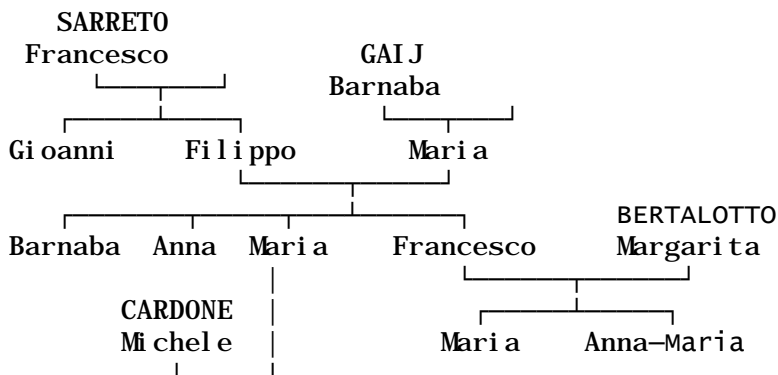 SARRETO
Francesco GAIJ
Barnaba
Gioanni Filippo Maria
BERTALOTTO
Barnaba Anna Maria Francesco Margarita
CARDONE
Michele Maria Anna-Maria